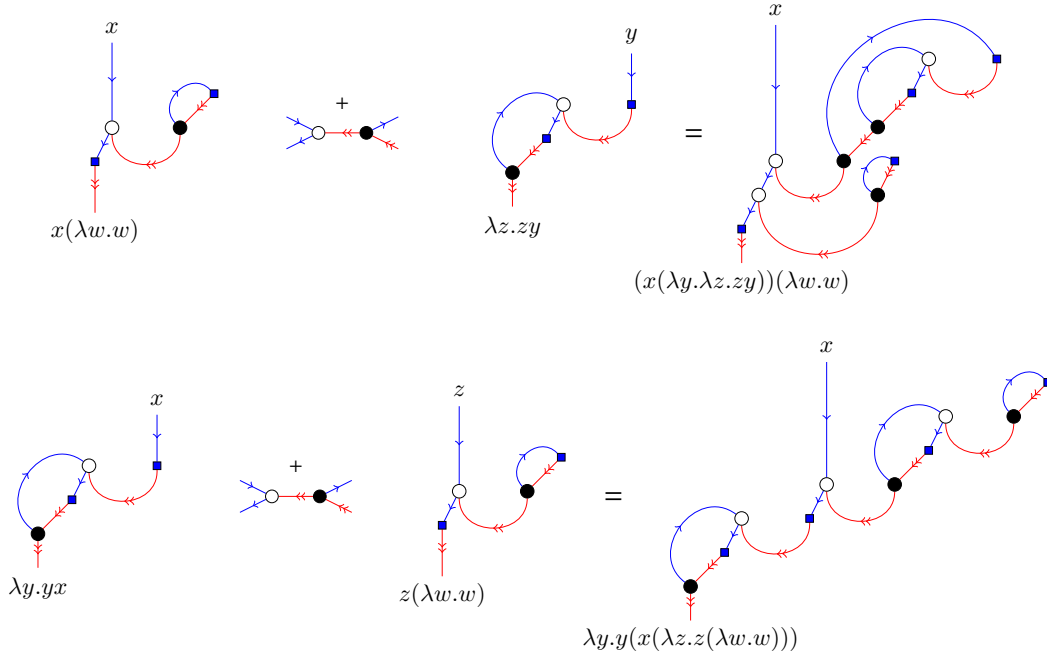 x
y
x
+
=
x(λw.w)
λz.zy
(x(λy.λz.zy))(λw.w)
x
x
z
+
=
λy.yx
z(λw.w)
λy.y(x(λz.z(λw.w)))